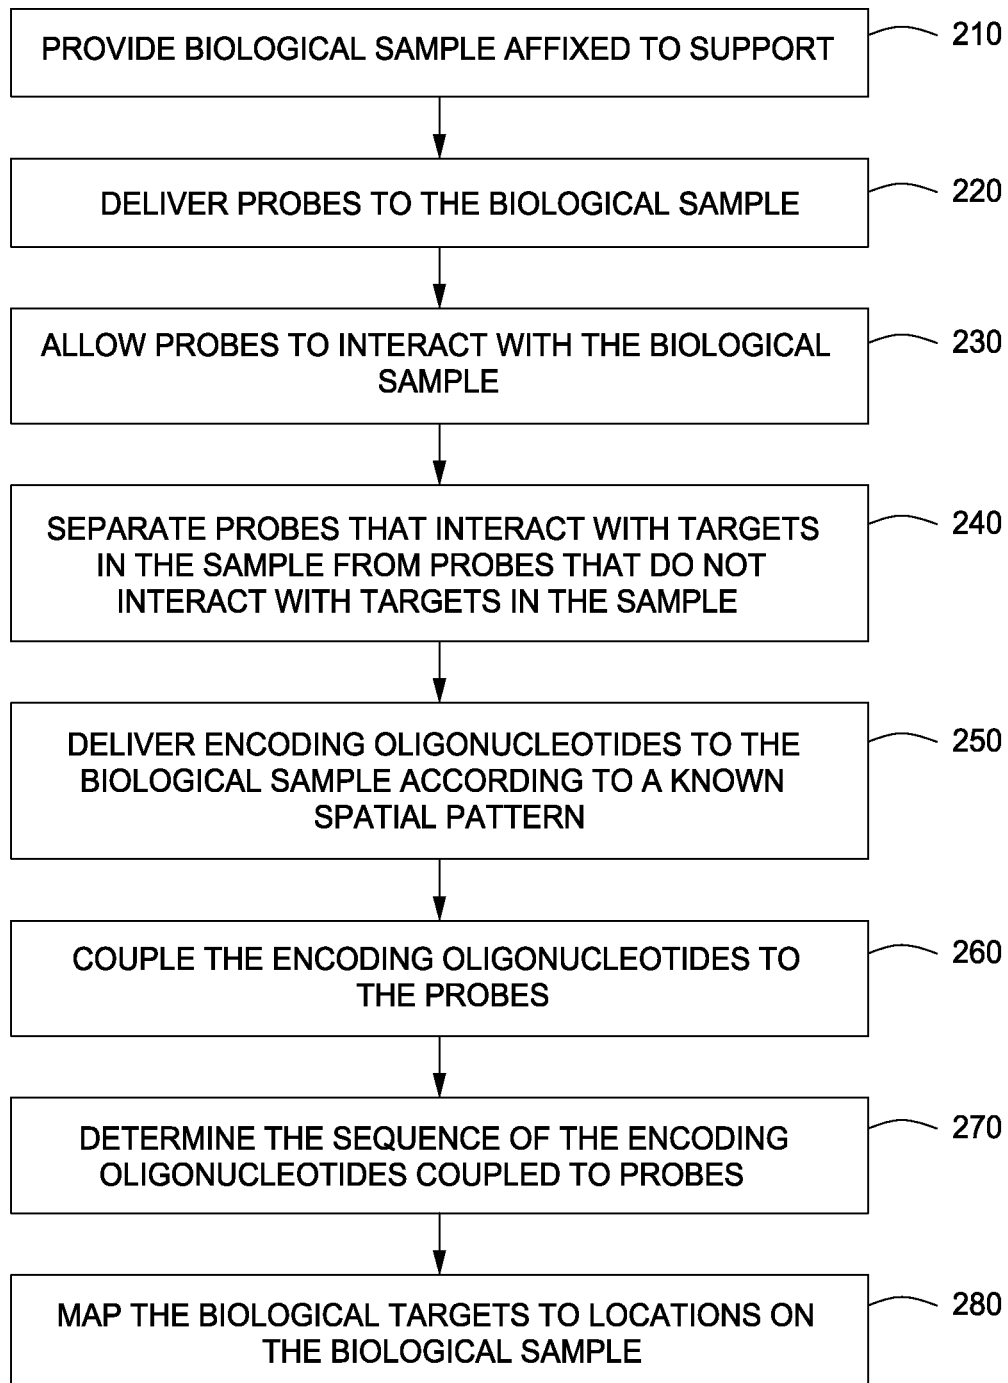 PROVIDE BIOLOGICAL SAMPLE AFFIXED TO SUPPORT
210
DELIVER PROBES TO THE BIOLOGICAL SAMPLE
220
ALLOW PROBES TO INTERACT WITH THE BIOLOGICAL
SAMPLE
230
SEPARATE PROBES THAT INTERACT WITH TARGETS
IN THE SAMPLE FROM PROBES THAT DO NOT
INTERACT WITH TARGETS IN THE SAMPLE
240
DELIVER ENCODING OLIGONUCLEOTIDES TO THE
BIOLOGICAL SAMPLE ACCORDING TO A KNOWN
SPATIAL PATTERN
250
COUPLE THE ENCODING OLIGONUCLEOTIDES TO
THE PROBES
260
DETERMINE THE SEQUENCE OF THE ENCODING
OLIGONUCLEOTIDES COUPLED TO PROBES
270
MAP THE BIOLOGICAL TARGETS TO LOCATIONS ON
THE BIOLOGICAL SAMPLE
280